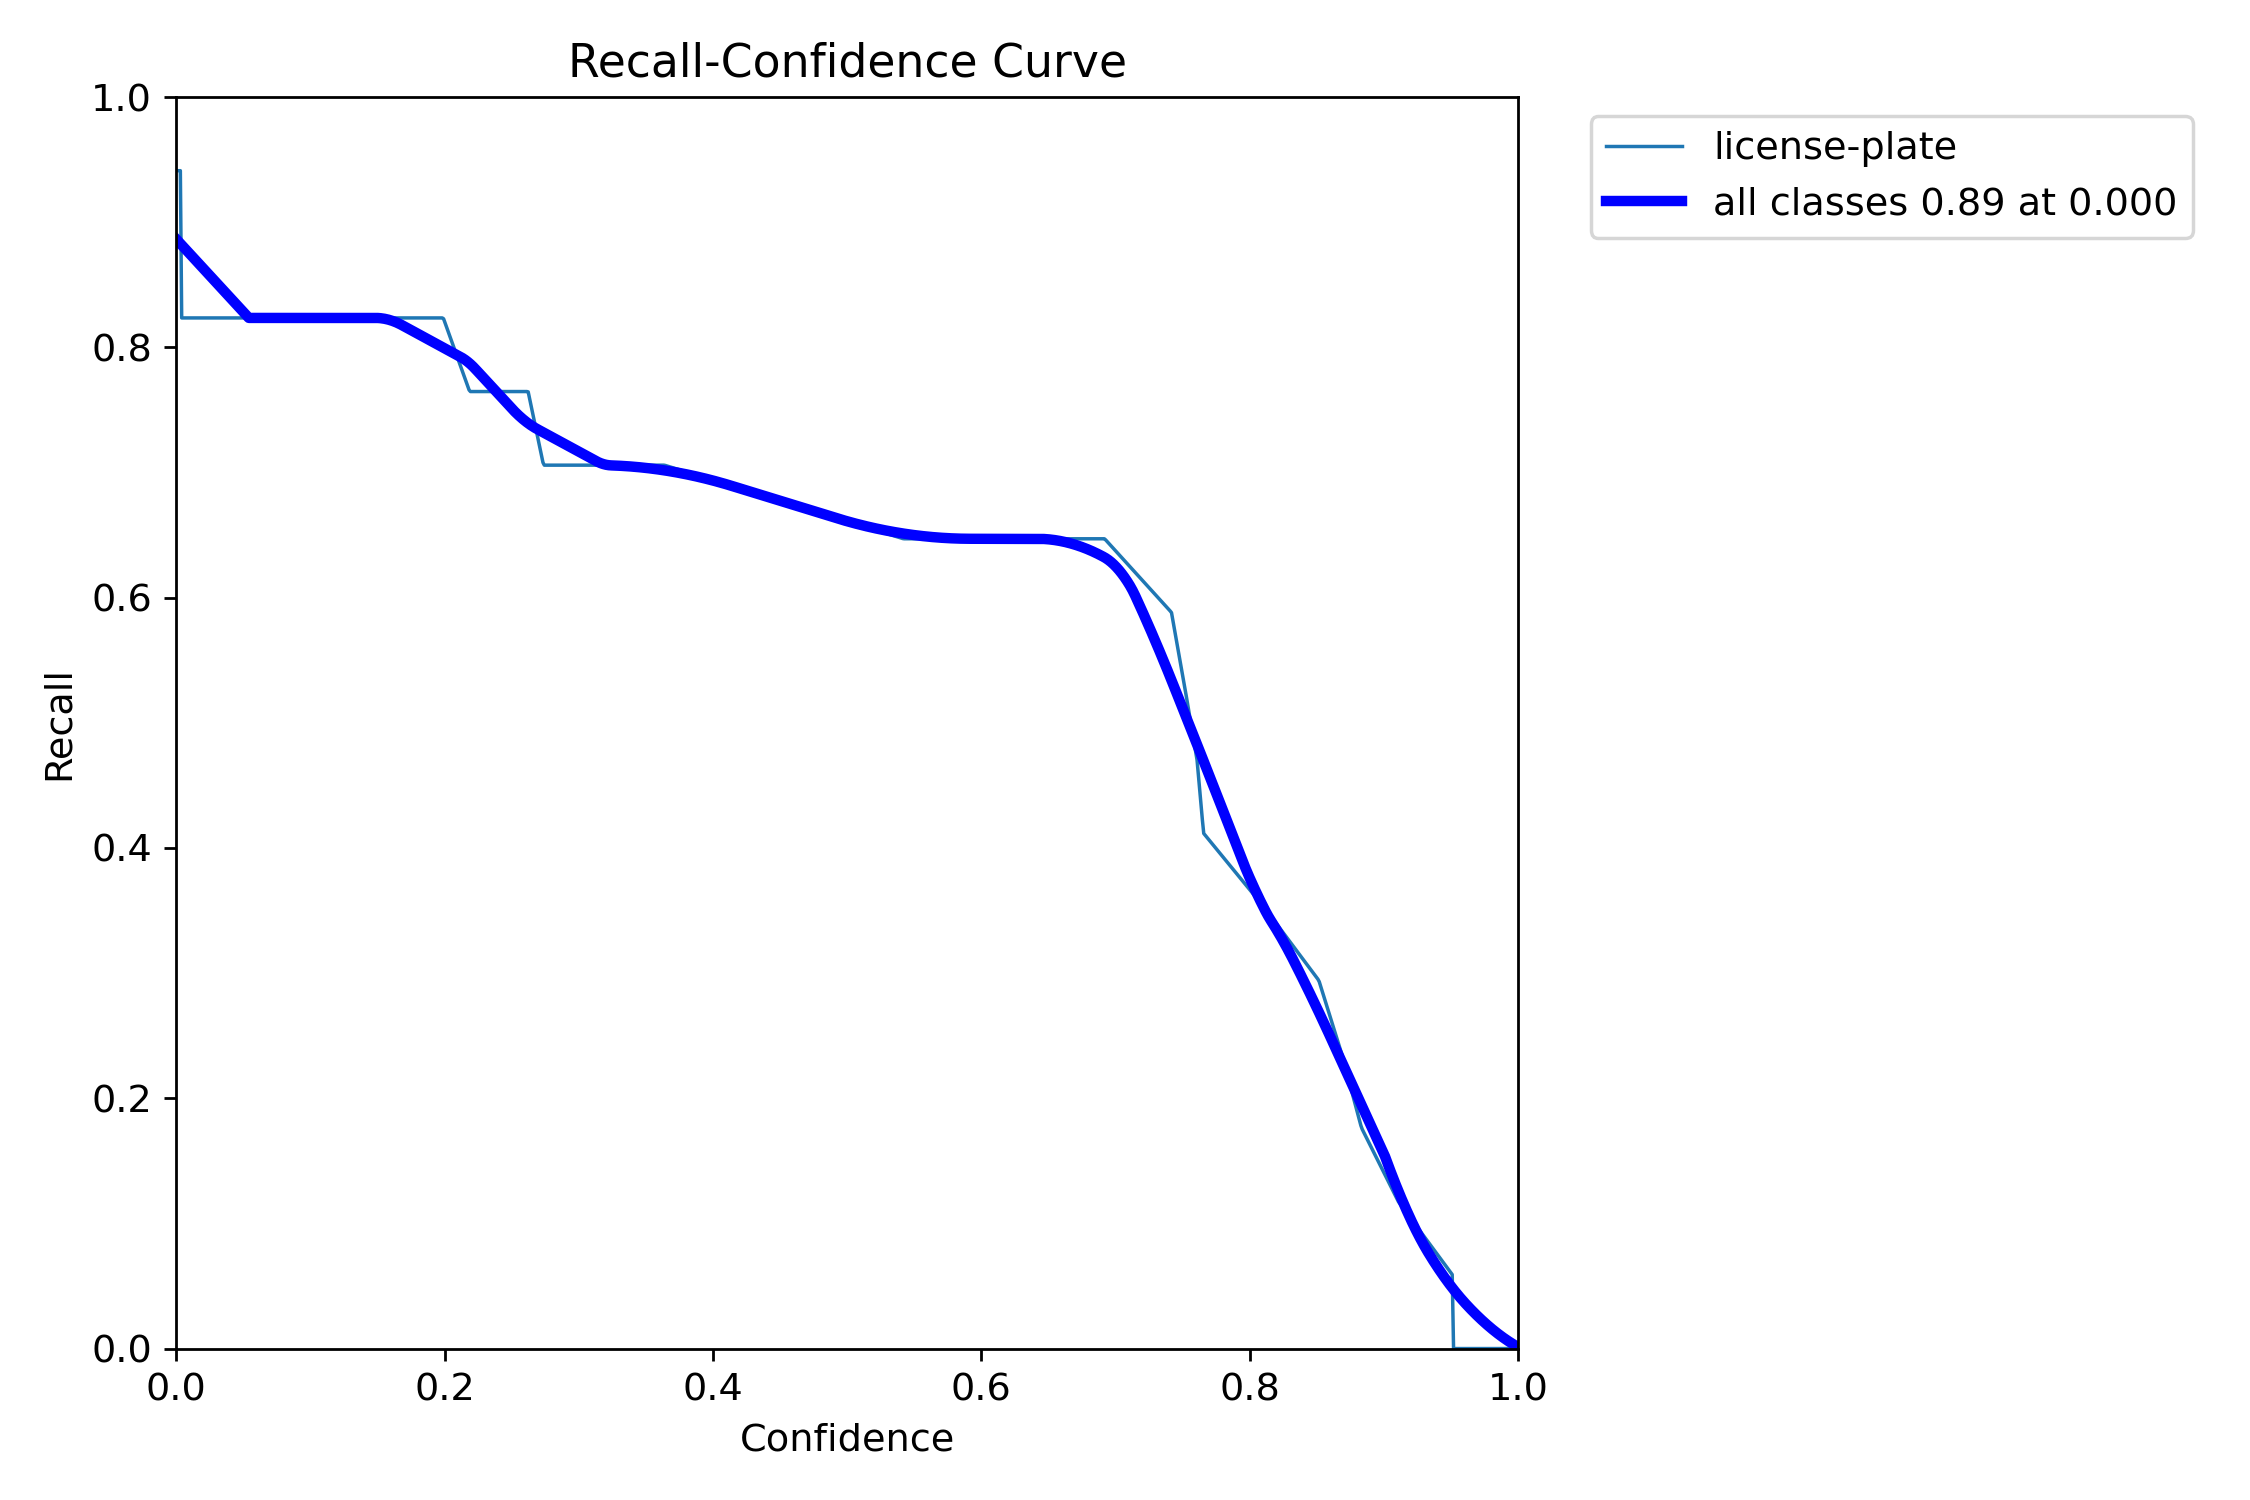 Recall-Confidence Curve
1.0
0.8
0.6
0.4
0.2
0.0
Recall
0.0 0.2 0.4 0.6 0.8 1.0
Confidence
license-plate
all classes 0.89 at 0.000